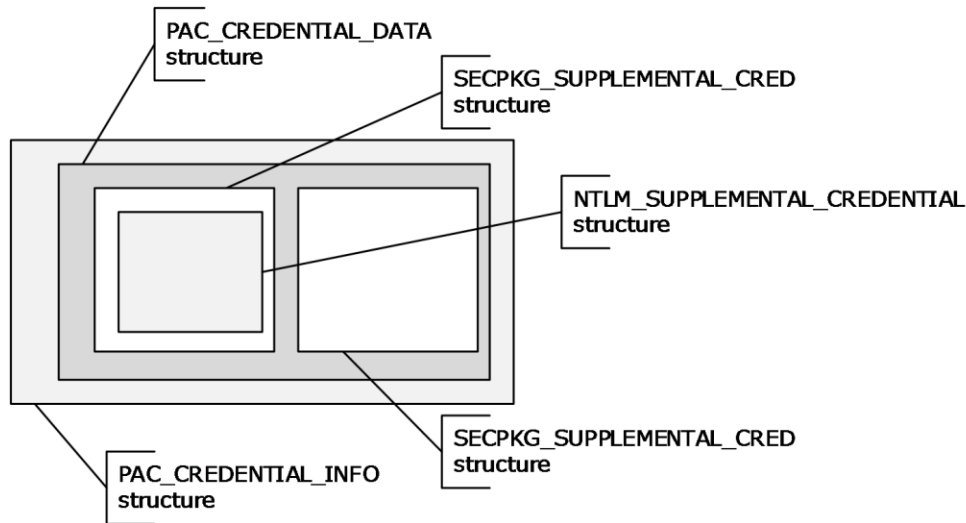 PAC_CREDENTIAL_DATA
structure
SECPKG_SUPPLEMENTAL_CRED
structure
NTLM_SUPPLEMENTAL_CREDENTIAL
structure
SECPKG_SUPPLEMENTAL_CRED
structure
PAC_CREDENTIAL_INFO
structure